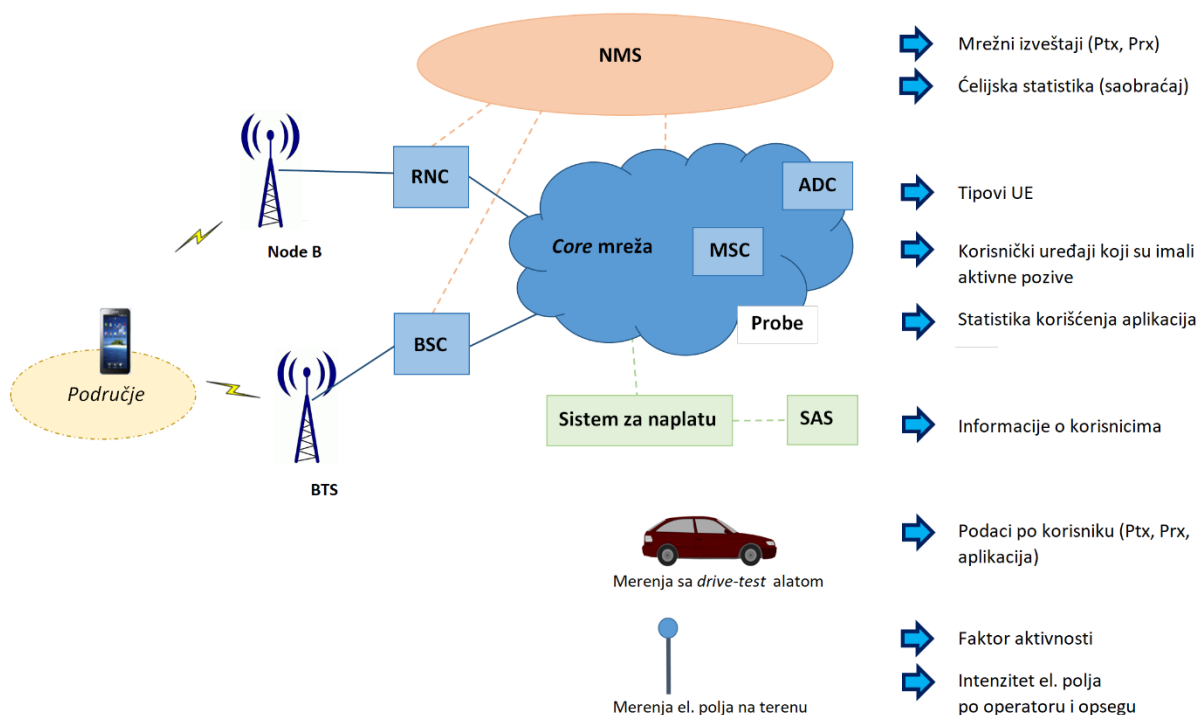 NMS
Mrežni izveštaji (Ptx, Prx)
Ćelijska statistika (saobraćaj)
RNC
ADC
Tipovi UE
Node B
Core mreža
MSC
Korisnički uređaji koji su imali
aktivne pozive
Probe
Statistika korišćenja aplikacija
BSC
Područje
Sistem za naplatu
SAS
Informacije o korisnicima
BTS
Podaci po korisniku (Ptx, Prx,
aplikacija)
Merenja sa drive-test alatom
Faktor aktivnosti
Intenzitet el. polja
po operatoru i opsegu
Merenja el. polja na terenu